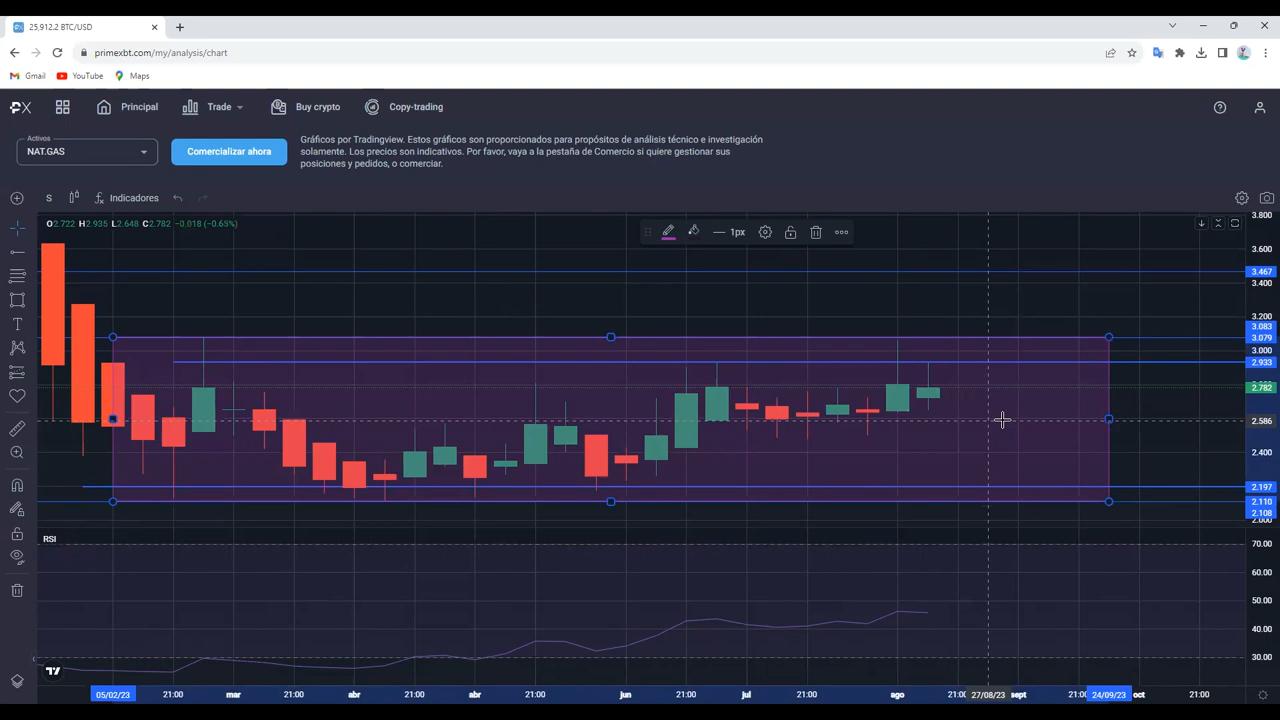 25,912.2 BTC/USD
primexbt.com/my/analysis/chart
Gmail YouTube Maps
PX Principal Trade Buy crypto Copy-trading
Activos
NAT.GAS
Comercializar ahora
Gráficos por Tradingview. Estos gráficos son proporcionados para propósitos de análisis técnico e investigación
solamente. Los precios son indicativos. Por favor, vaya a la pestaña de Comercio si quiere gestionar sus
posiciones y pedidos, o comerciar.
S Indicadores
O2.722 H2.935 L2.648 C2.782 −0.018 (−0.65%)
1px
3.800
3.600
3.467
3.400
3.200
3.083
3.079
3.000
2.933
2.782
2.586
2.400
2.197
2.110
2.108
2.000
RSI
70.00
60.00
50.00
40.00
30.00
05/02/23 21:00 mar 21:00 abr 21:00 abr 21:00 jun 21:00 jul 21:00 ago 21:00 27/08/23 sept 21:00 24/09/23 oct 21:00